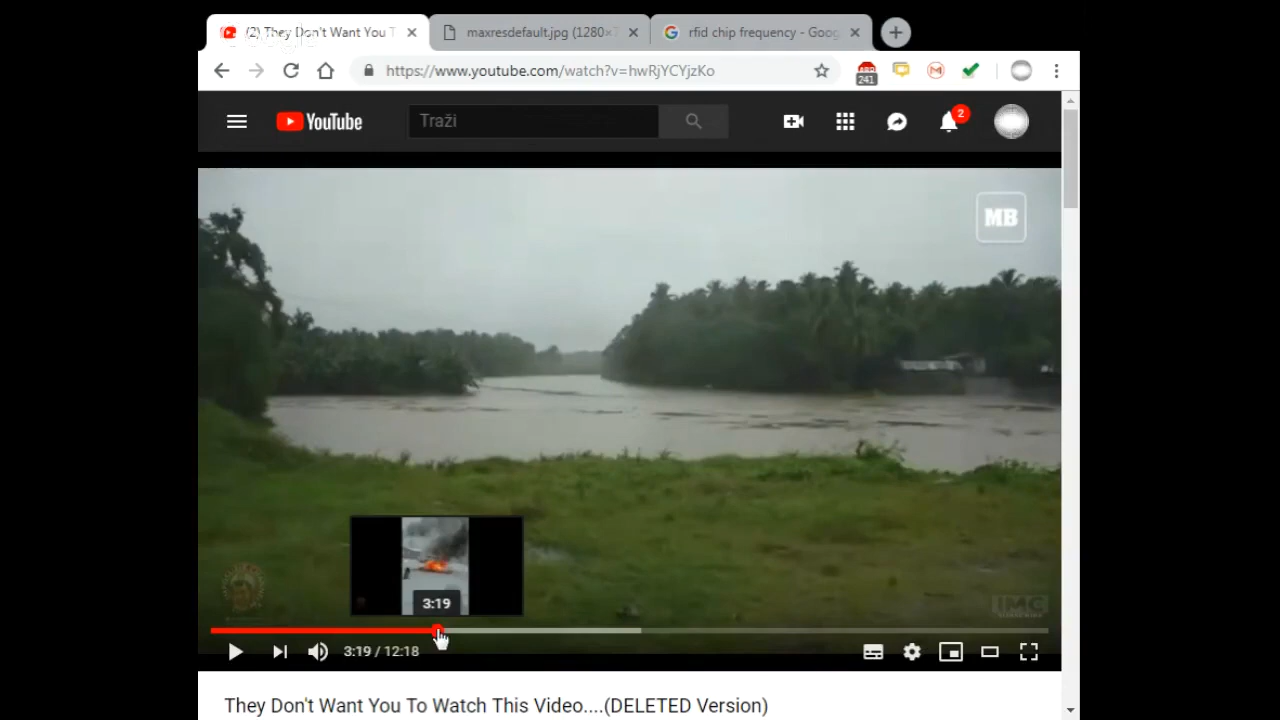 (2) They Don't Want You T
maxresdefault.jpg (1280×7
rfid chip frequency - Goog
https://www.youtube.com/watch?v=hwRjYCYjzKo
241
YouTube
Traži
2
MB
3:19
IMC
3:19 / 12:18
They Don't Want You To Watch This Video....(DELETED Version)